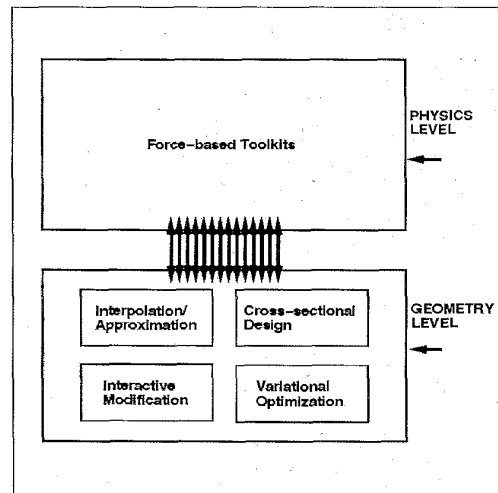 PHYSICS
LEVEL
Force-based Toolkits
Interpolation/
Approximation
Cross-sectional
Design
GEOMETRY
LEVEL
Interactive
Modification
Variational
Optimization